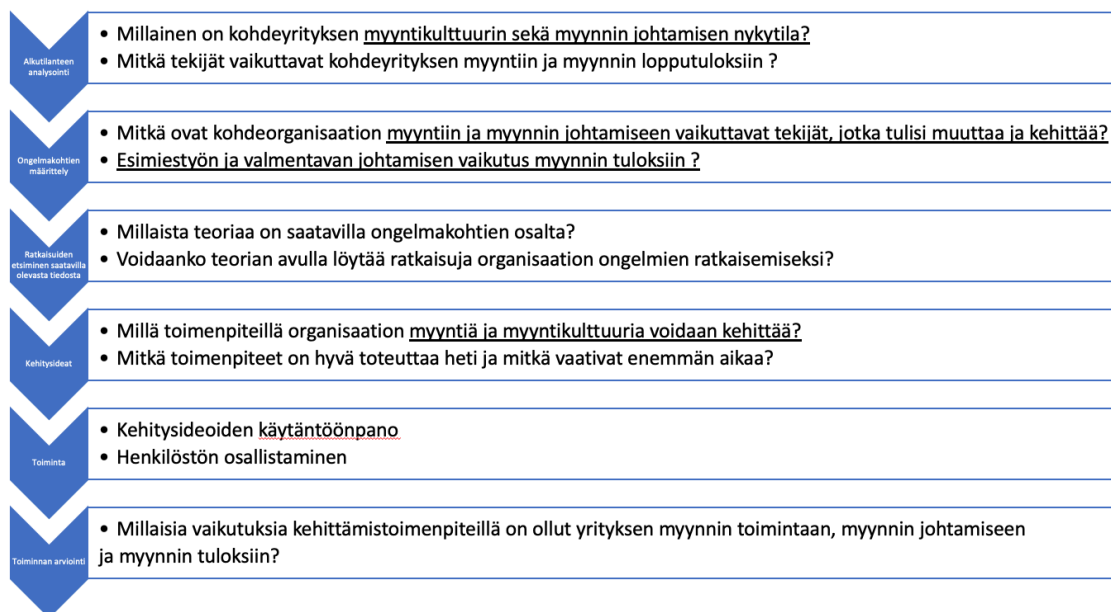 Alkutilanteen
analysointi
• Millainen on kohdeyrityksen myyntikulttuurin sekä myynnin johtamisen nykytila?
• Mitkä tekijät vaikuttavat kohdeyrityksen myyntiin ja myynnin lopputuloksiin ?
Ongelmakohtien
määrittely
• Mitkä ovat kohdeorganisaation myyntiin ja myynnin johtamiseen vaikuttavat tekijät, jotka tulisi muuttaa ja kehittää?
• Esimiestyön ja valmentavan johtamisen vaikutus myynnin tuloksiin ?
Ratkaisuiden
etsiminen saatavilla
olevasta tiedosta
• Millaista teoriaa on saatavilla ongelmakohtien osalta?
• Voidaanko teorian avulla löytää ratkaisuja organisaation ongelmien ratkaisemiseksi?
Kehitysideat
• Millä toimenpiteillä organisaation myyntiä ja myyntikulttuuria voidaan kehittää?
• Mitkä toimenpiteet on hyvä toteuttaa heti ja mitkä vaativat enemmän aikaa?
Toiminta
• Kehitysideoiden käytäntöönpano
• Henkilöstön osallistaminen
Toiminnan arviointi
• Millaisia vaikutuksia kehittämistoimenpiteillä on ollut yrityksen myynnin toimintaan, myynnin johtamiseen
ja myynnin tuloksiin?